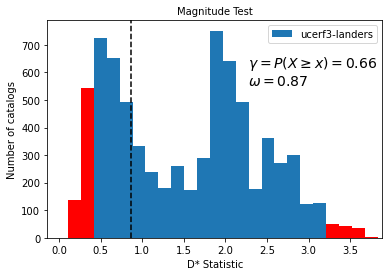 Magnitude Test
ucerf3-landers
γ = P(X ≥ x) = 0.66
ω = 0.87
Number of catalogs
700
600
500
400
300
200
100
0
0.0 0.5 1.0 1.5 2.0 2.5 3.0 3.5
D* Statistic